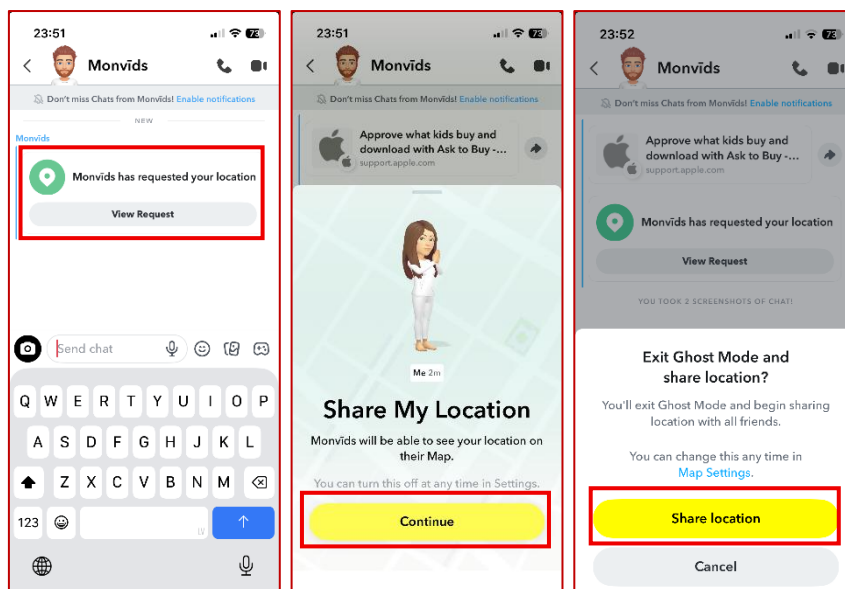 23:51
73
Monvīds
Don't miss Chats from Monvīds! Enable notifications
NEW
Monvīds
Monvīds has requested your location
View Request
Send chat
Q W E R T Y U I O P
A S D F G H J K L
Z X C V B N M
123
LV
23:51
73
Monvīds
Don't miss Chats from Monvīds! Enable notifications
Approve what kids buy and
download with Ask to Buy -...
support.apple.com
Me 2m
Share My Location
Monvīds will be able to see your location on
their Map.
You can turn this off at any time in Settings.
Continue
23:52
73
Monvīds
Don't miss Chats from Monvīds! Enable notifications
Approve what kids buy and
download with Ask to Buy -...
support.apple.com
Monvīds has requested your location
View Request
YOU TOOK 2 SCREENSHOTS OF CHAT!
Exit Ghost Mode and
share location?
You'll exit Ghost Mode and begin sharing
location with all friends.
You can change this any time in
Map Settings.
Share location
Cancel